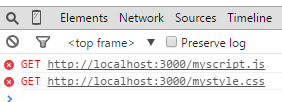 Elements Network Sources
<top frame> Preserve log
GET http://localhost:3000/myscript.js
GET http://localhost:3000/mystyle.css